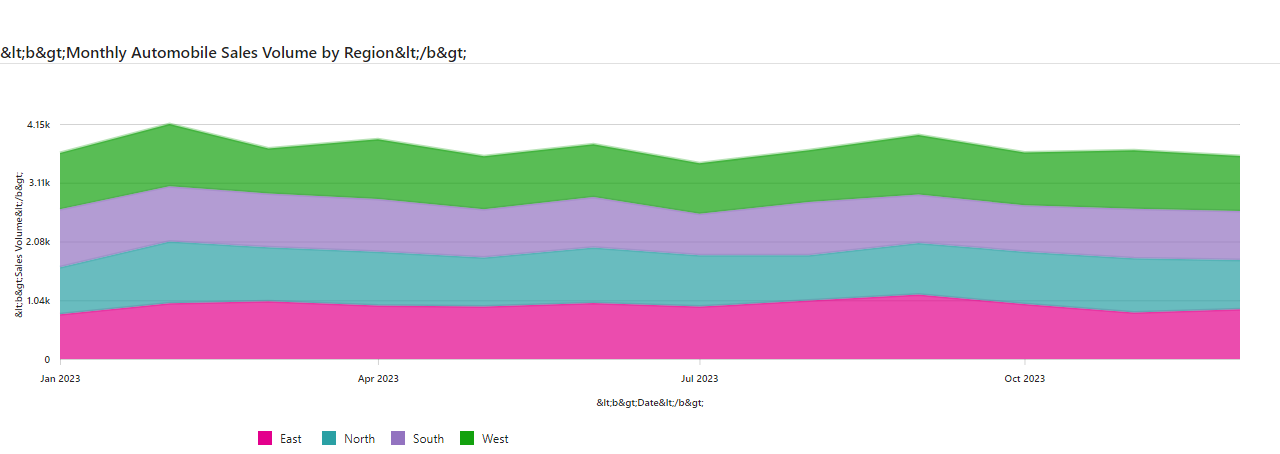 &lt;b&gt;Monthly Automobile Sales Volume by Region&lt;/b&gt;
4.15k
3.11k
2.08k
1.04k
0
&lt;b&gt;Sales Volume&lt;/b&gt;
Jan 2023 Apr 2023 Jul 2023 Oct 2023
&lt;b&gt;Date&lt;/b&gt;
East North South West